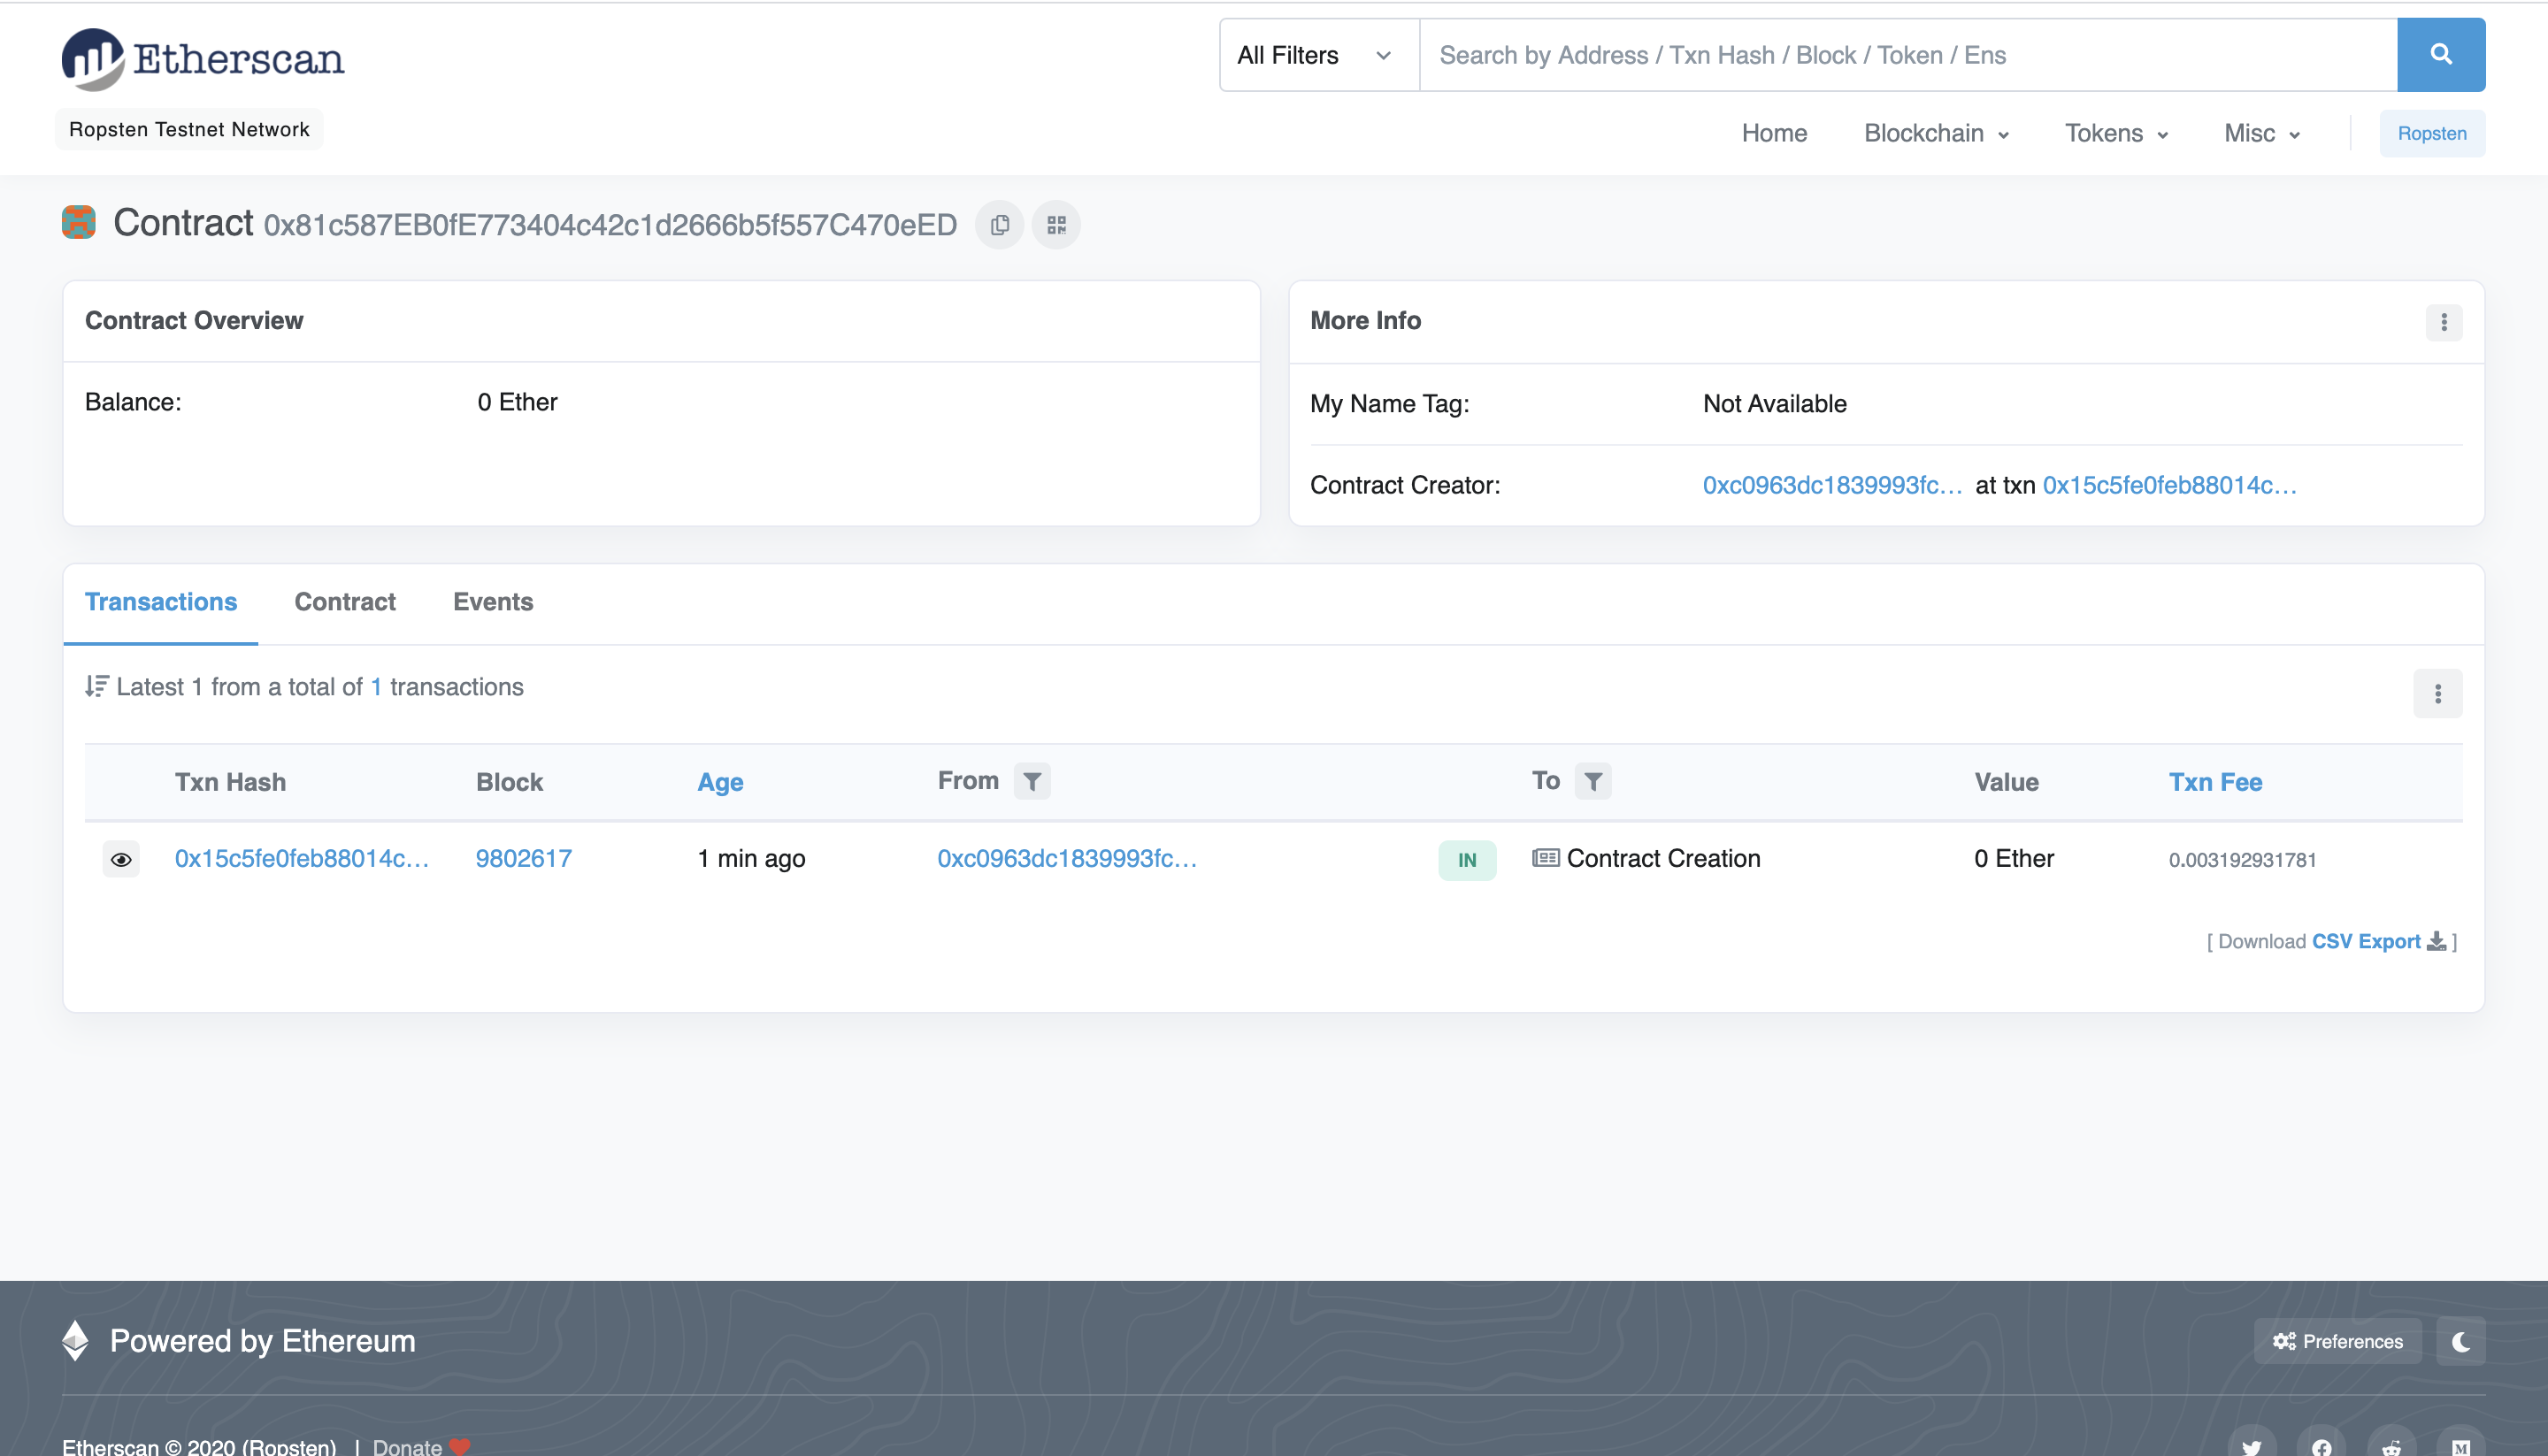 Etherscan
All Filters
Search by Address / Txn Hash / Block / Token / Ens
Ropsten Testnet Network
Home Blockchain Tokens Misc Ropsten
Contract 0x81c587EB0fE773404c42c1d2666b5f557C470eED
Contract Overview
Balance: 0 Ether
More Info
My Name Tag: Not Available
Contract Creator: 0xc0963dc1839993fc... at txn 0x15c5fe0feb88014c...
Transactions Contract Events
Latest 1 from a total of 1 transactions
Txn Hash Block Age From To Value Txn Fee
0x15c5fe0feb88014c... 9802617 1 min ago 0xc0963dc1839993fc... IN Contract Creation 0 Ether 0.003192931781
[ Download CSV Export ]
Powered by Ethereum
Preferences
Etherscan © 2020 (Ropsten) | Donate